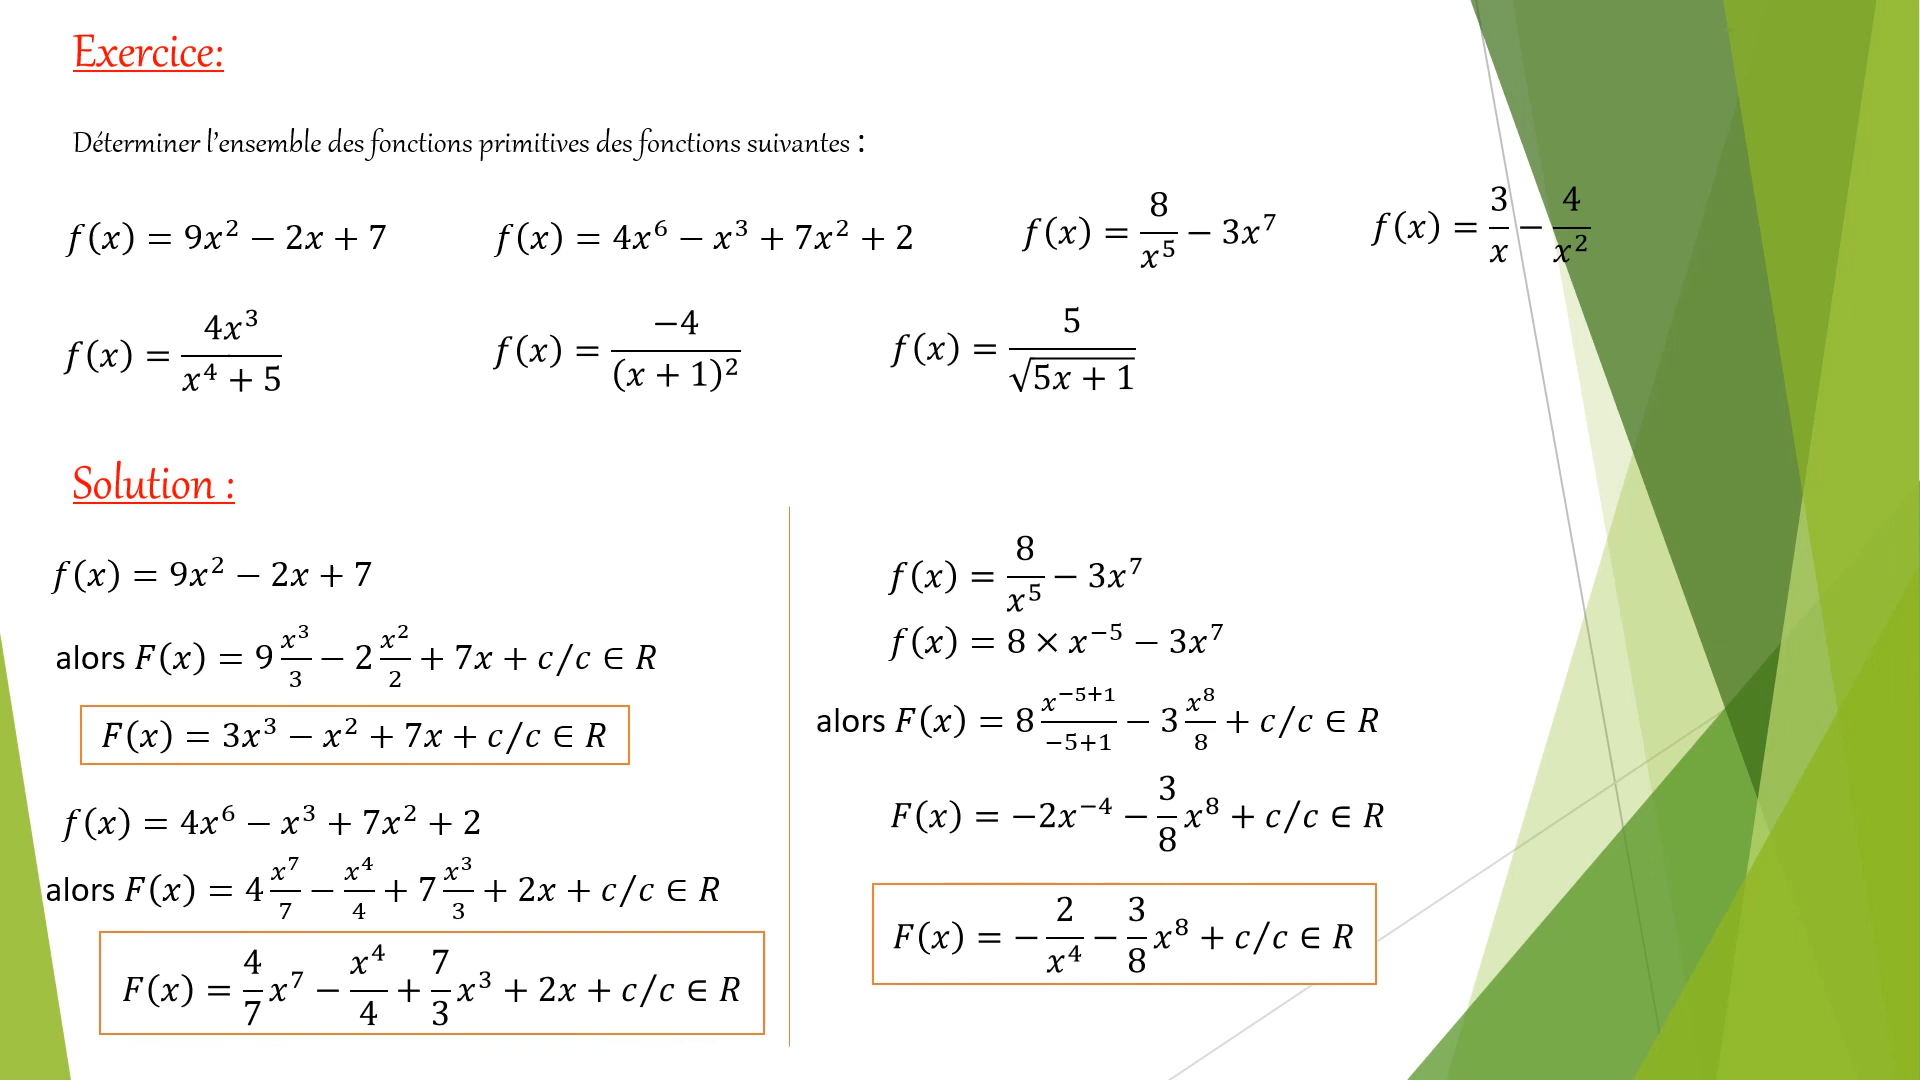 Exercice:
Déterminer l'ensemble des fonctions primitives des fonctions suivantes :
f(x) = 9x² − 2x + 7
f(x) = 4x⁶ − x³ + 7x² + 2
f(x) = 8/x⁵ − 3x⁷
f(x) = 3/x − 4/x²
f(x) = 4x³/(x⁴ + 5)
f(x) = −4/(x + 1)²
f(x) = 5/√(5x + 1)
Solution :
f(x) = 9x² − 2x + 7
alors F(x) = 9 x³/3 − 2 x²/2 + 7x + c/c ∈ R
F(x) = 3x³ − x² + 7x + c/c ∈ R
f(x) = 4x⁶ − x³ + 7x² + 2
alors F(x) = 4 x⁷/7 − x⁴/4 + 7 x³/3 + 2x + c/c ∈ R
F(x) = 4/7 x⁷ − x⁴/4 + 7/3 x³ + 2x + c/c ∈ R
f(x) = 8/x⁵ − 3x⁷
f(x) = 8 × x⁻⁵ − 3x⁷
alors F(x) = 8 x⁻⁵⁺¹/−5+1 − 3 x⁸/8 + c/c ∈ R
F(x) = −2x⁻⁴ − 3/8 x⁸ + c/c ∈ R
F(x) = − 2/x⁴ − 3/8 x⁸ + c/c ∈ R